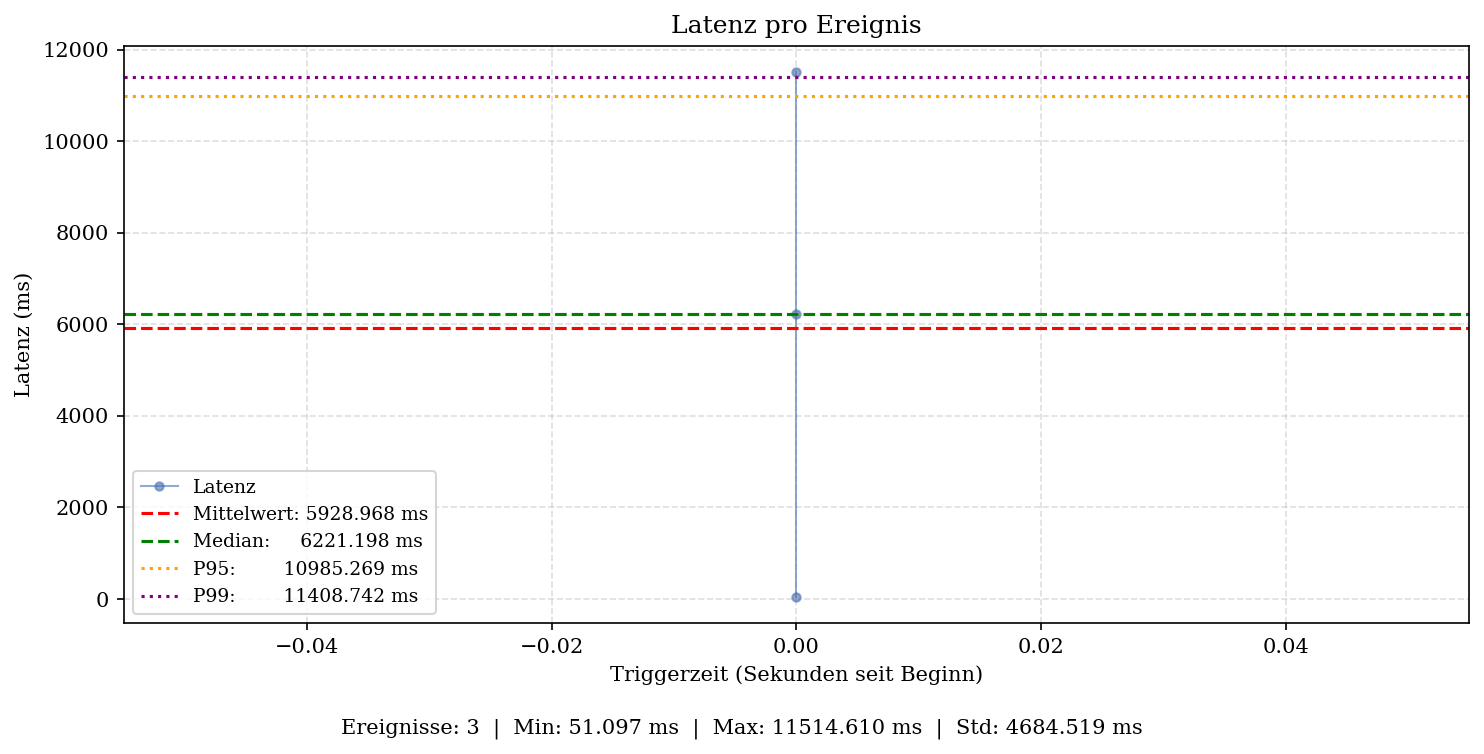 Latenz pro Ereignis
12000
10000
8000
6000
4000
2000
0
Latenz (ms)
Latenz
Mittelwert: 5928.968 ms
Median: 6221.198 ms
P95: 10985.269 ms
P99: 11408.742 ms
−0.04 −0.02 0.00 0.02 0.04
Triggerzeit (Sekunden seit Beginn)
Ereignisse: 3 | Min: 51.097 ms | Max: 11514.610 ms | Std: 4684.519 ms